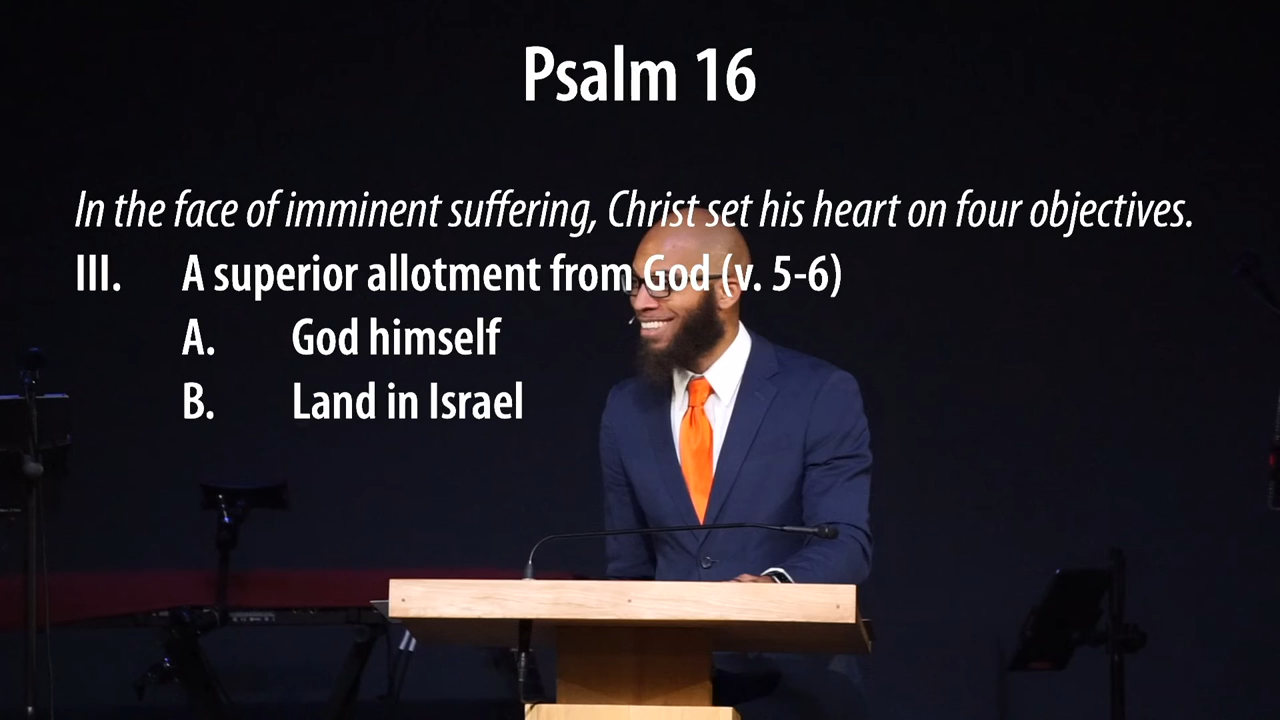 Psalm 16
In the face of imminent suffering, Christ set his heart on four objectives.
III. A superior allotment from God (v. 5-6)
A. God himself
B. Land in Israel